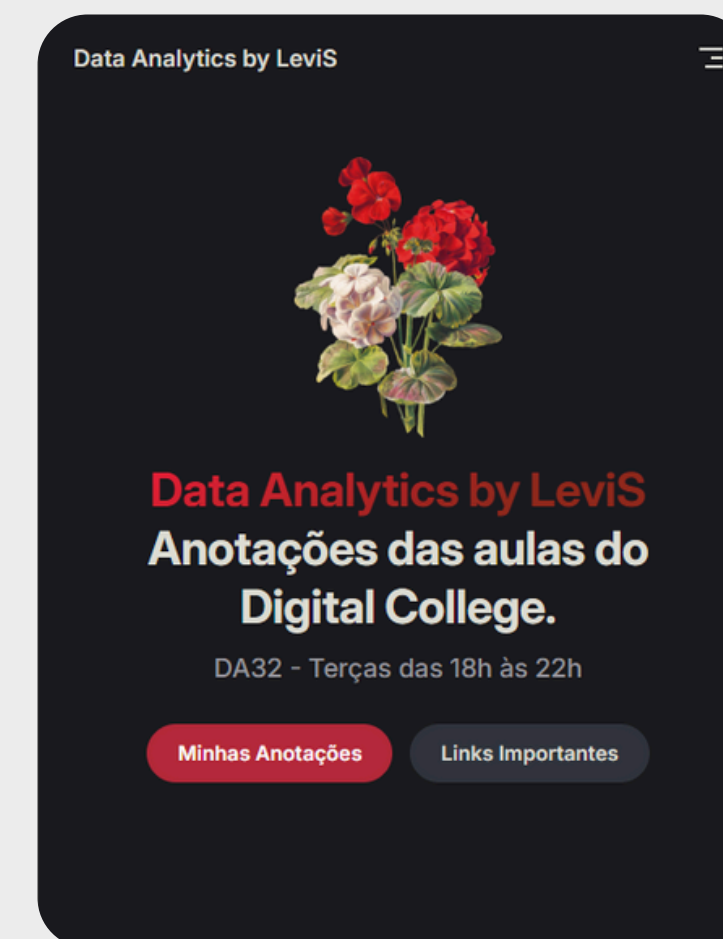 Data Analytics by LeviS
Data Analytics by LeviS
Anotações das aulas do
Digital College.
DA32 - Terças das 18h às 22h
Minhas Anotações
Links Importantes